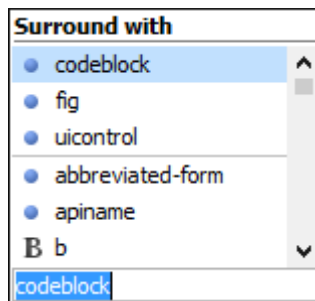 Surround with
codeblock
fig
uicontrol
abbreviated-form
apiname
B b
codeblock